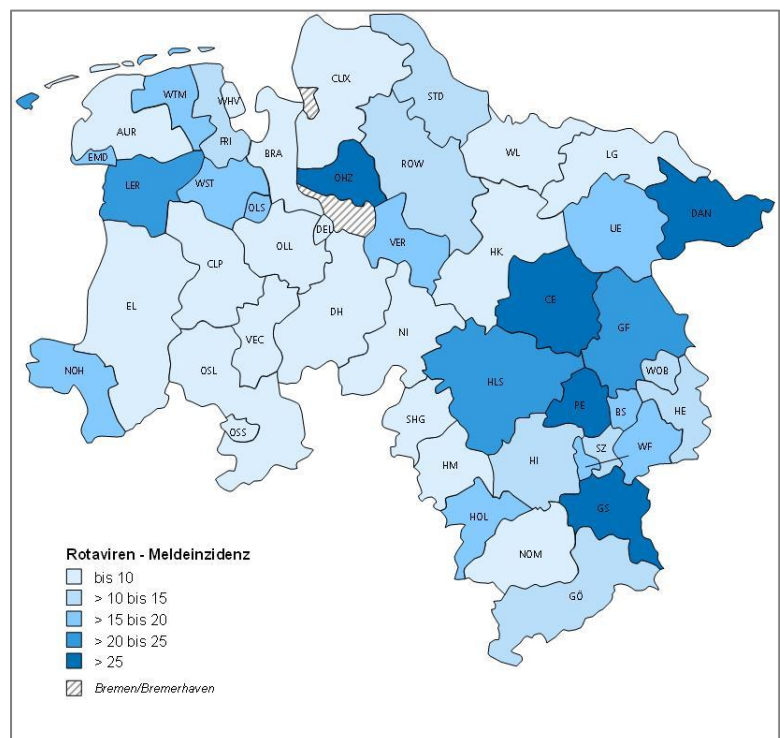 CUX
STD
WTM
WHV
AUR
FRI
EMD
BRA
ROW
WL
LG
LER
WST
OHZ
OLS
DAN
DEL
VER
UE
OLL
HK
CLP
EL
CE
DH
GF
VEC
NI
NOH
OSL
HLS
WOB
PE
BS
HE
SHG
OSS
SZ
WF
HM
HI
HOL
GS
NOM
GÖ
Rotaviren - Meldeinzidenz
bis 10
> 10 bis 15
> 15 bis 20
> 20 bis 25
> 25
Bremen/Bremerhaven